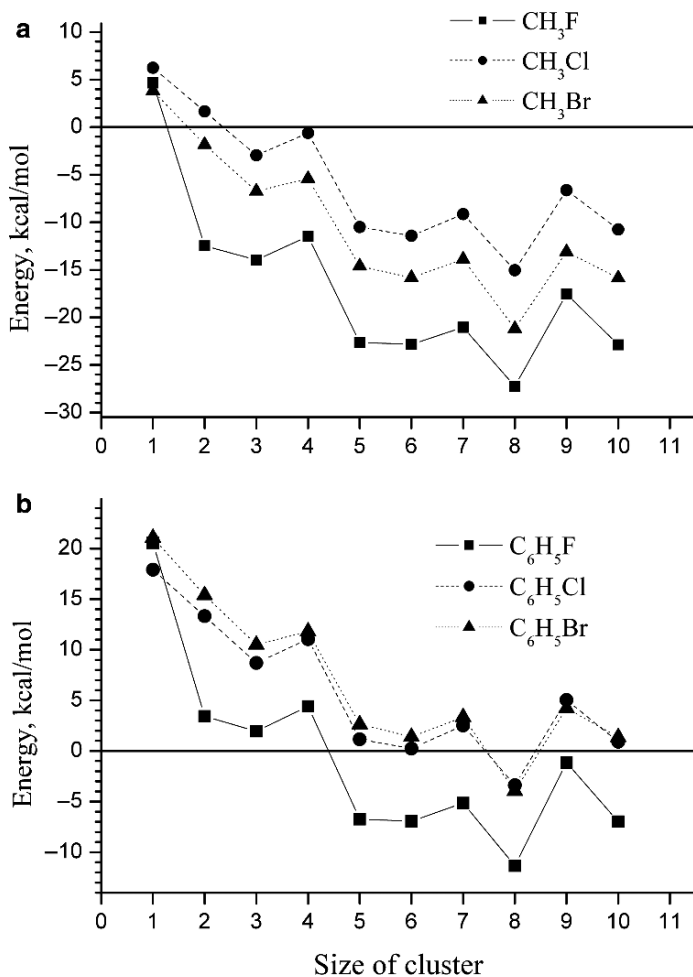 a
CH₃F
CH₃Cl
CH₃Br
Energy, kcal/mol
10
5
0
–5
–10
–15
–20
–25
–30
0 1 2 3 4 5 6 7 8 9 10 11
b
C₆H₅F
C₆H₅Cl
C₆H₅Br
Energy, kcal/mol
20
15
10
5
0
–5
–10
0 1 2 3 4 5 6 7 8 9 10 11
Size of cluster